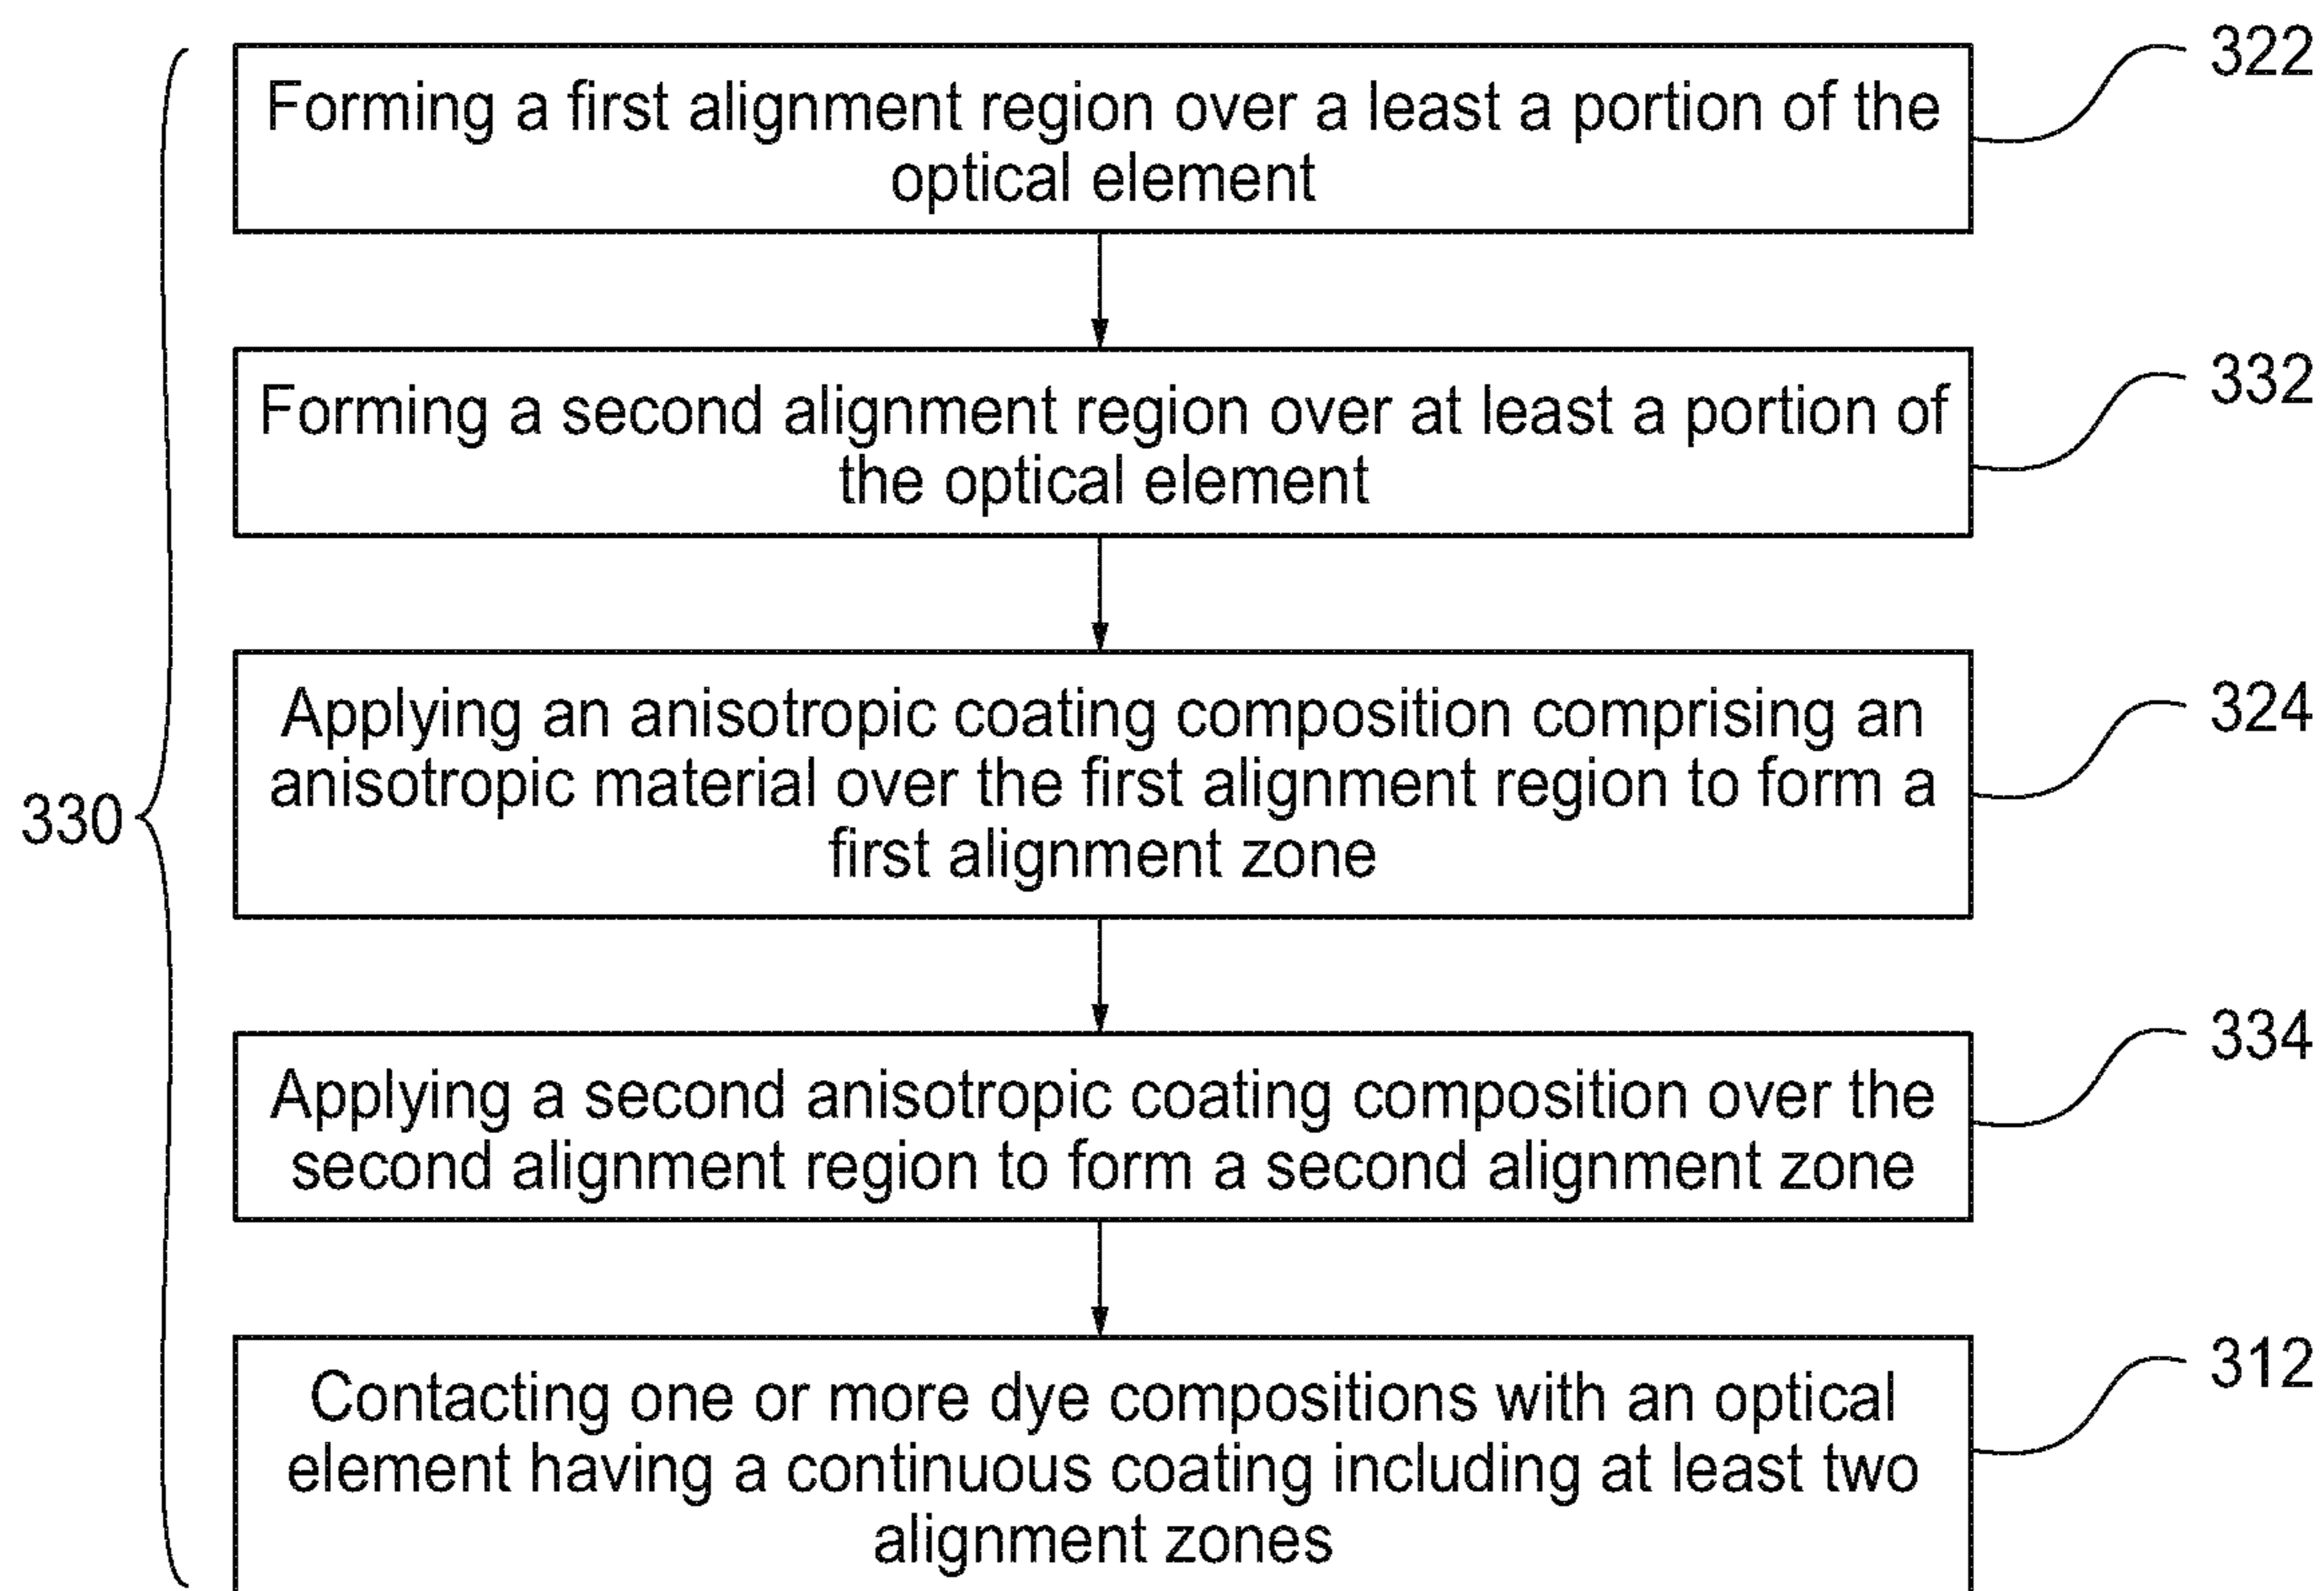 322
Forming a first alignment region over a least a portion of the
optical element
332
Forming a second alignment region over at least a portion of
the optical element
324
Applying an anisotropic coating composition comprising an
anisotropic material over the first alignment region to form a
first alignment zone
330
334
Applying a second anisotropic coating composition over the
second alignment region to form a second alignment zone
312
Contacting one or more dye compositions with an optical
element having a continuous coating including at least two
alignment zones